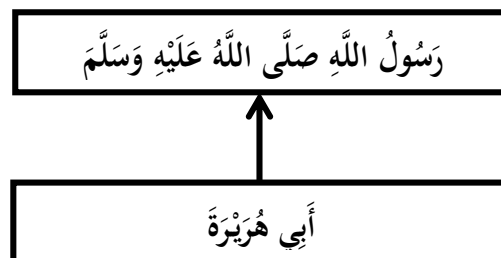 رَسُولُ اللَّهِ صَلَّى اللَّهُ عَلَيْهِ وَسَلَّمَ
أَبِي هُرَيْرَةَ